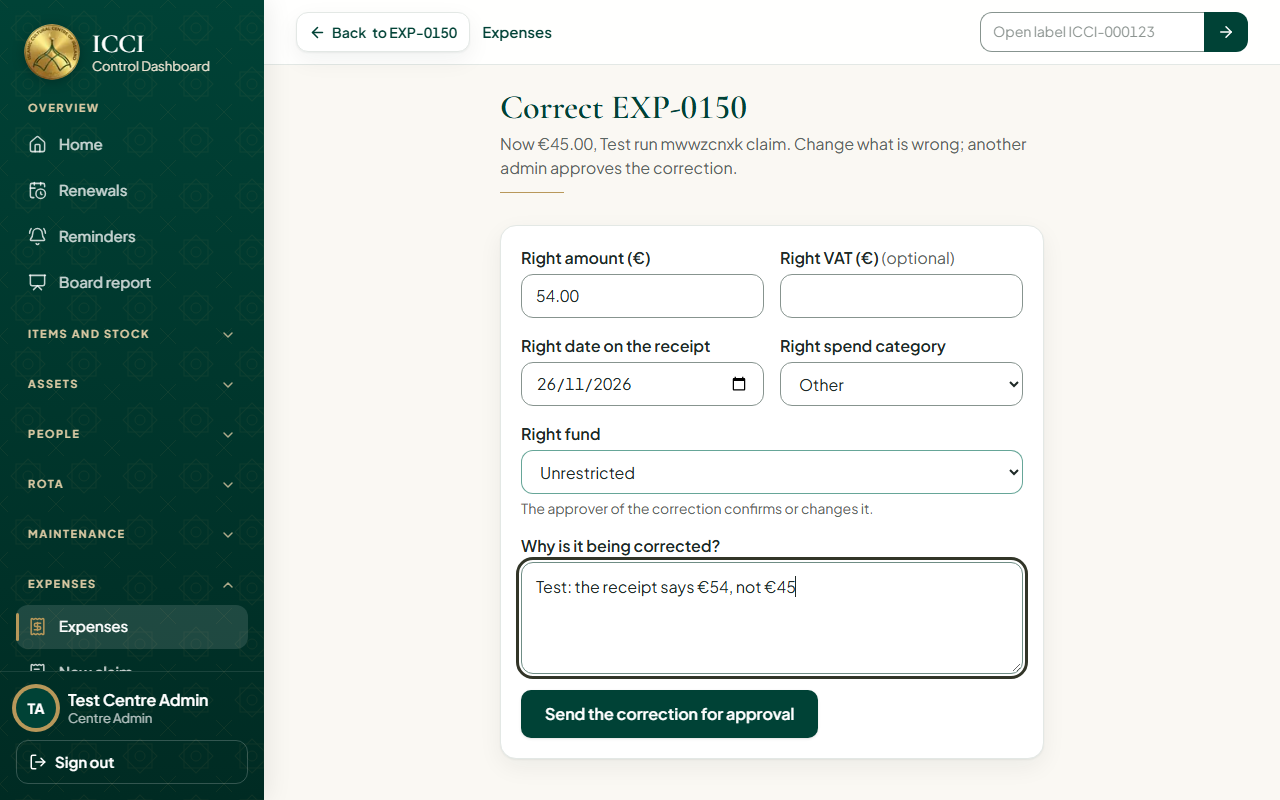 ICCI
Control Dashboard
OVERVIEW
Home
Renewals
Reminders
Board report
ITEMS AND STOCK
ASSETS
PEOPLE
ROTA
MAINTENANCE
EXPENSES
Expenses
New claim
TA
Test Centre Admin
Centre Admin
Sign out
Back to EXP-0150
Expenses
Open label ICCI-000123
Correct EXP-0150
Now €45.00, Test run mwwzcnxk claim. Change what is wrong; another
admin approves the correction.
Right amount (€)
Right VAT (€) (optional)
54.00
Right date on the receipt
Right spend category
26/11/2026
Other
Right fund
Unrestricted
The approver of the correction confirms or changes it.
Why is it being corrected?
Test: the receipt says €54, not €45
Send the correction for approval